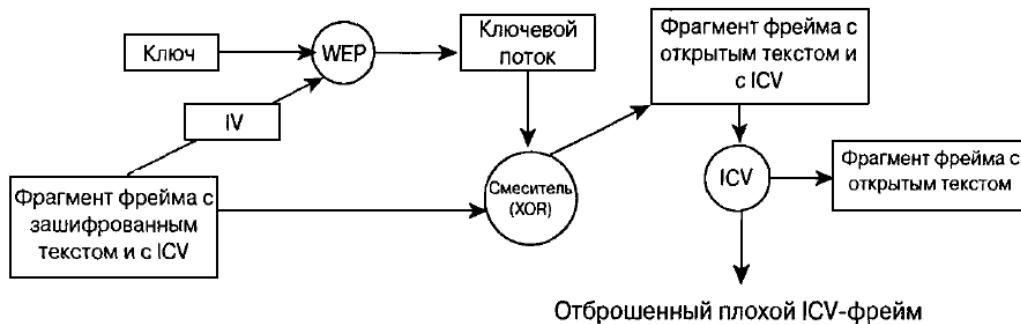 Ключ
WEP
Ключевой
поток
Фрагмент фрейма с
открытым текстом и
с ICV
IV
Фрагмент фрейма с
зашифрованным
текстом и с ICV
Смеситель
(XOR)
ICV
Фрагмент фрейма с
открытым текстом
Отброшенный плохой ICV-фрейм